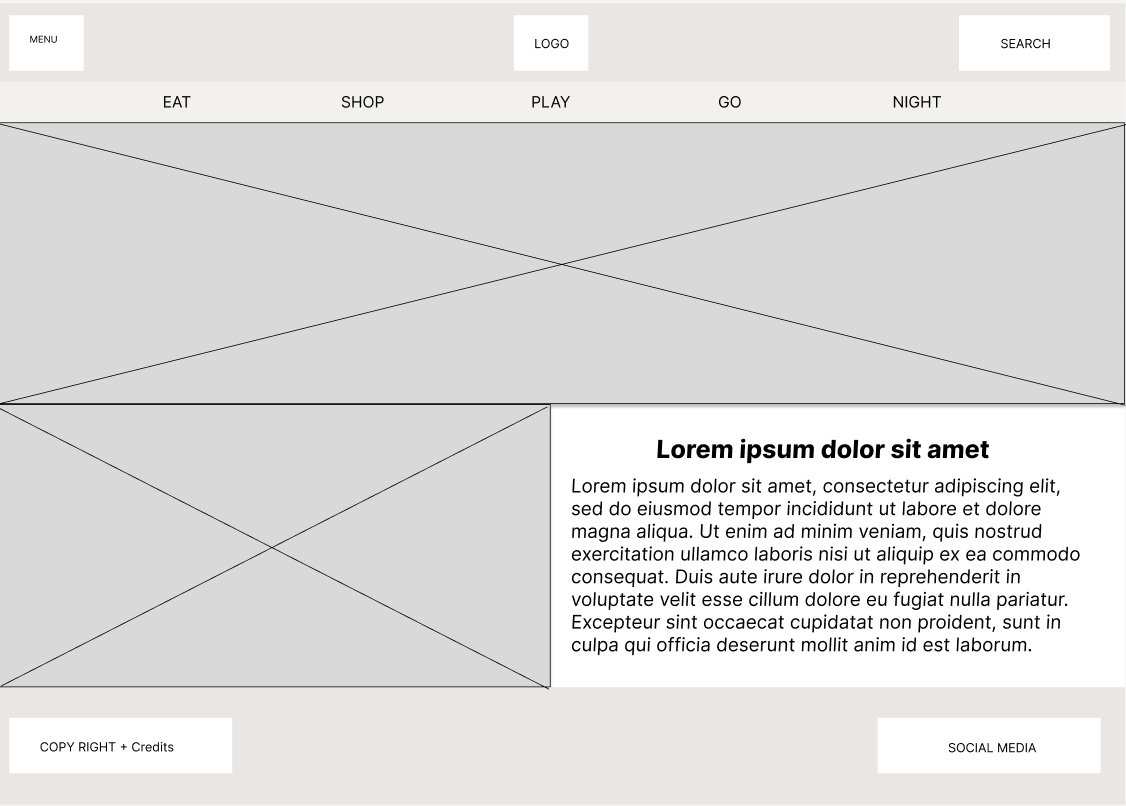 MENU
LOGO
SEARCH
EAT
SHOP
PLAY
GO
NIGHT
Lorem ipsum dolor sit amet
Lorem ipsum dolor sit amet, consectetur adipiscing elit,
sed do eiusmod tempor incididunt ut labore et dolore
magna aliqua. Ut enim ad minim veniam, quis nostrud
exercitation ullamco laboris nisi ut aliquip ex ea commodo
consequat. Duis aute irure dolor in reprehenderit in
voluptate velit esse cillum dolore eu fugiat nulla pariatur.
Excepteur sint occaecat cupidatat non proident, sunt in
culpa qui officia deserunt mollit anim id est laborum.
COPY RIGHT + Credits
SOCIAL MEDIA